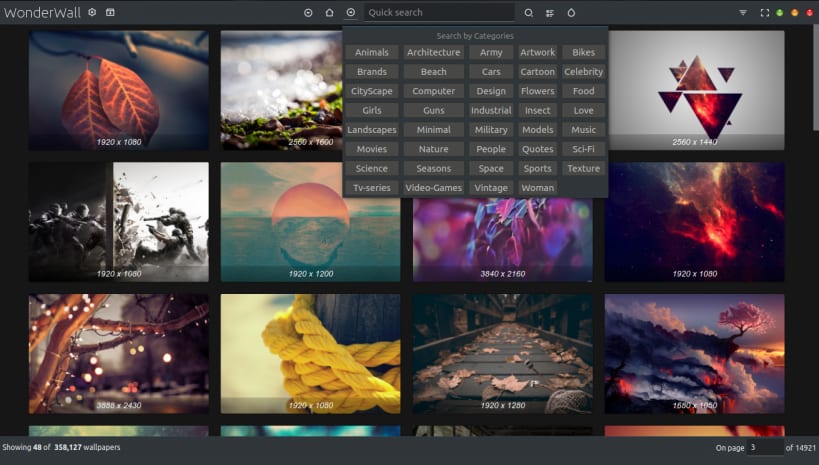 WonderWall
Quick search
Search by Categories
Animals Architecture Army Artwork Bikes
Brands Beach Cars Cartoon Celebrity
CityScape Computer Design Flowers Food
Girls Guns Industrial Insect Love
Landscapes Minimal Military Models Music
Movies Nature People Quotes Sci-Fi
Science Seasons Space Sports Texture
Tv-series Video-Games Vintage Woman
1920 x 1080 2560 x 1600 2560 x 1440
1920 x 1080 1920 x 1200 3840 x 2160 1920 x 1080
3888 x 2430 1920 x 1080 1920 x 1280 1680 x 1050
Showing 48 of 358,127 wallpapers On page 3 of 14921